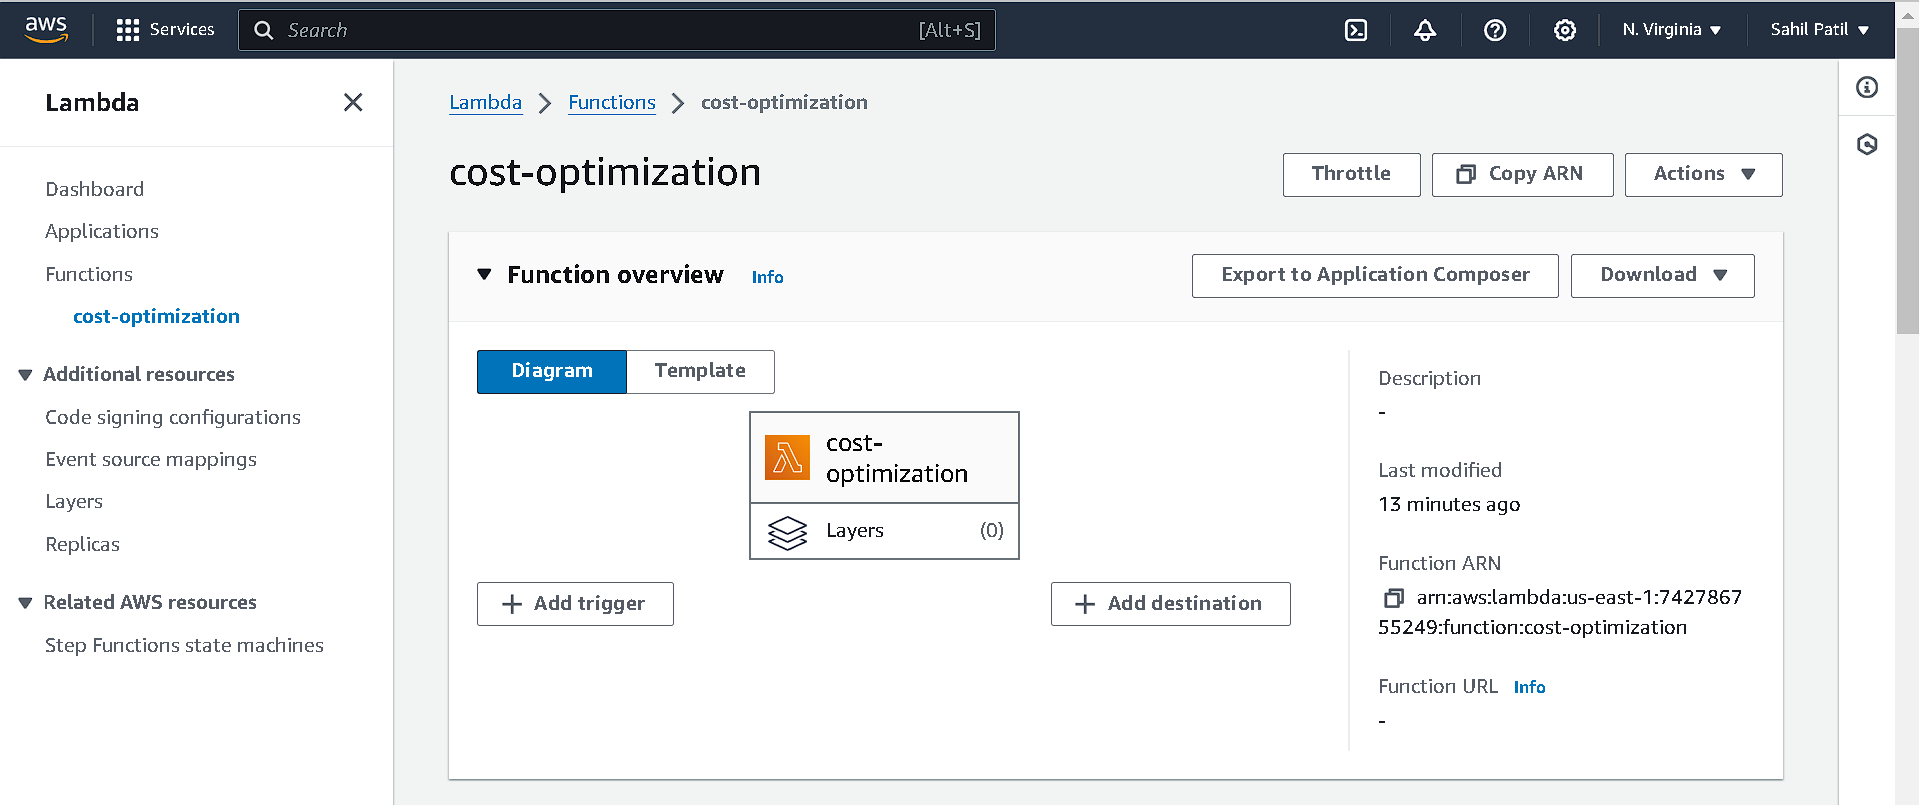 aws
Services
Search
[Alt+S]
N. Virginia
Sahil Patil
Lambda
Dashboard
Applications
Functions
cost-optimization
Additional resources
Code signing configurations
Event source mappings
Layers
Replicas
Related AWS resources
Step Functions state machines
Lambda
Functions
cost-optimization
cost-optimization
Throttle
Copy ARN
Actions
Function overview
Info
Export to Application Composer
Download
Diagram
Template
cost-
optimization
Layers
(0)
Add trigger
Add destination
Description
-
Last modified
13 minutes ago
Function ARN
arn:aws:lambda:us-east-1:7427867
55249:function:cost-optimization
Function URL
Info
-